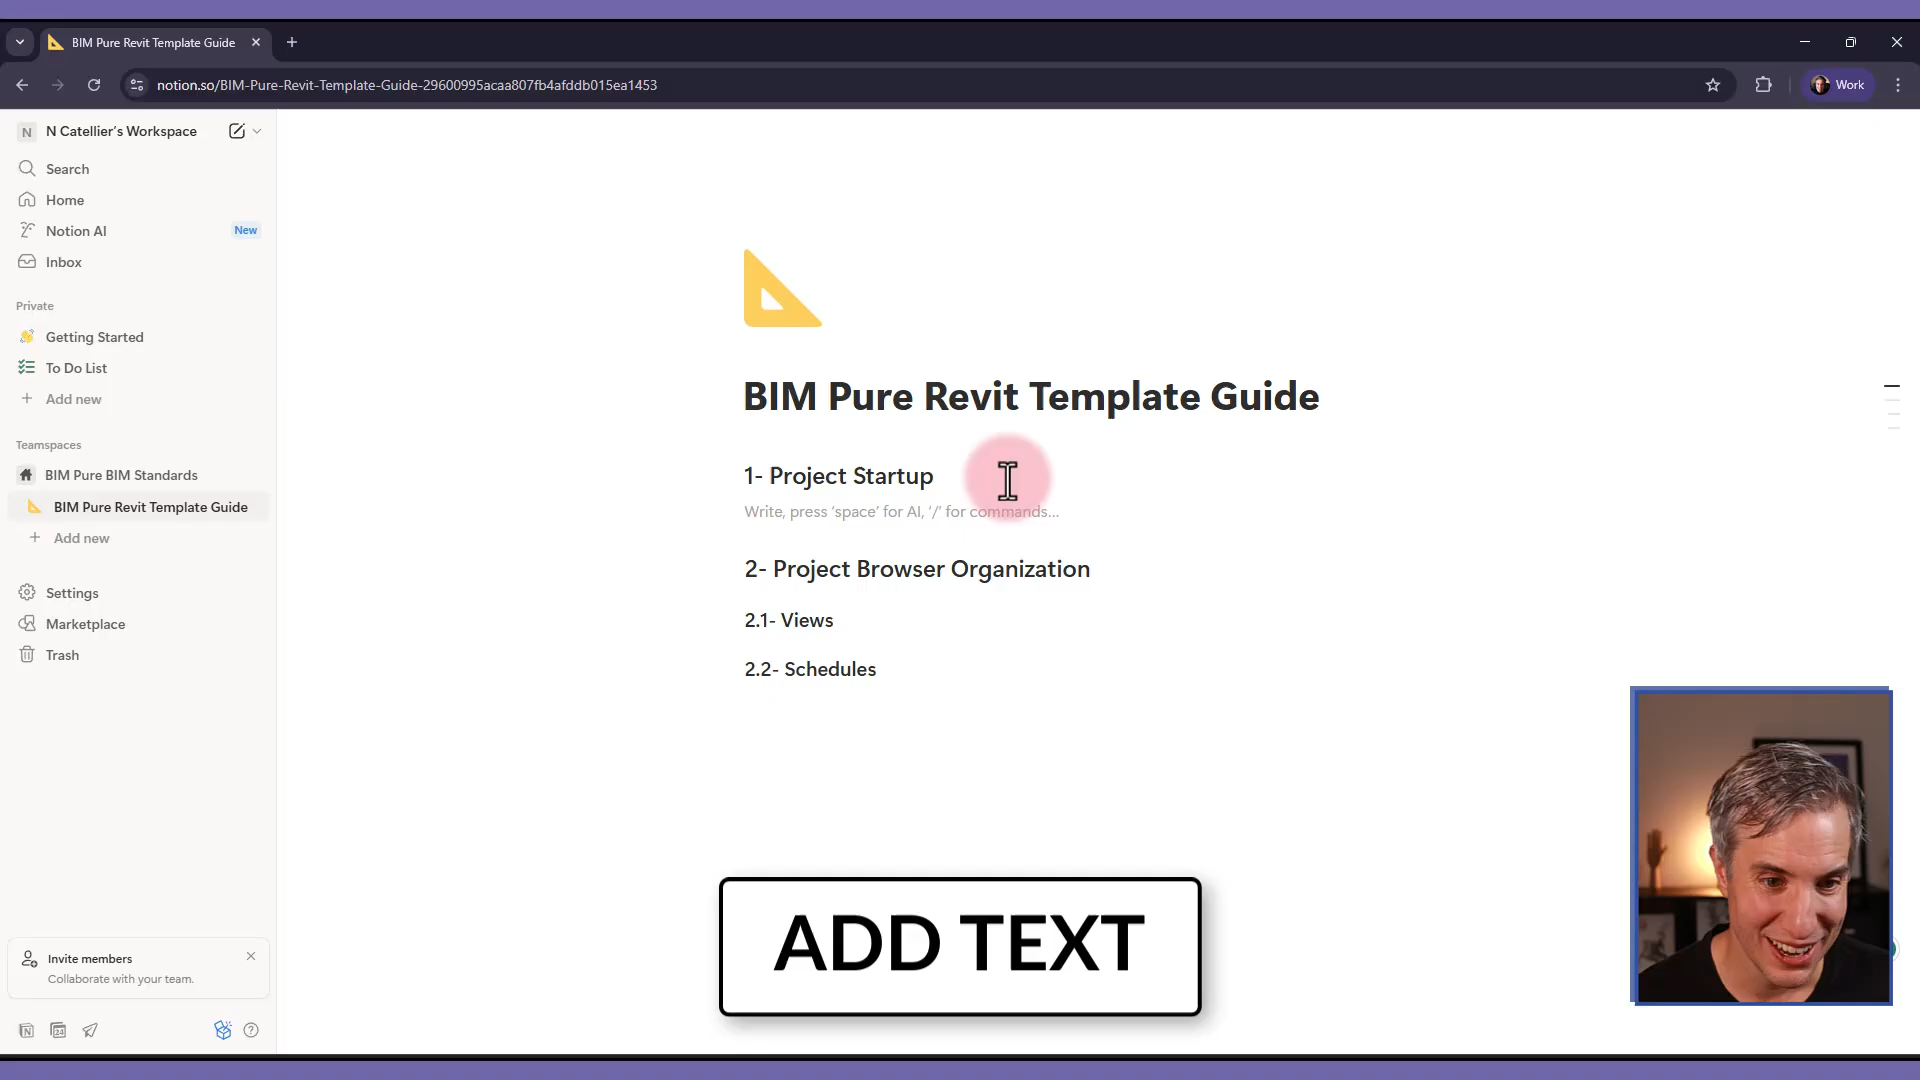 BIM Pure Revit Template Guide
notion.so/BIM-Pure-Revit-Template-Guide-29600995acaa807fb4afddb015ea1453
Work
N
N Catellier's Workspace
Search
Home
Notion AI
New
Inbox
Private
Getting Started
To Do List
Add new
Teamspaces
BIM Pure BIM Standards
BIM Pure Revit Template Guide
Add new
Settings
Marketplace
Trash
Invite members
Collaborate with your team.
24
BIM Pure Revit Template Guide
1- Project Startup
Write, press ‘space’ for AI, ‘/’ for commands…
2- Project Browser Organization
2.1- Views
2.2- Schedules
ADD TEXT